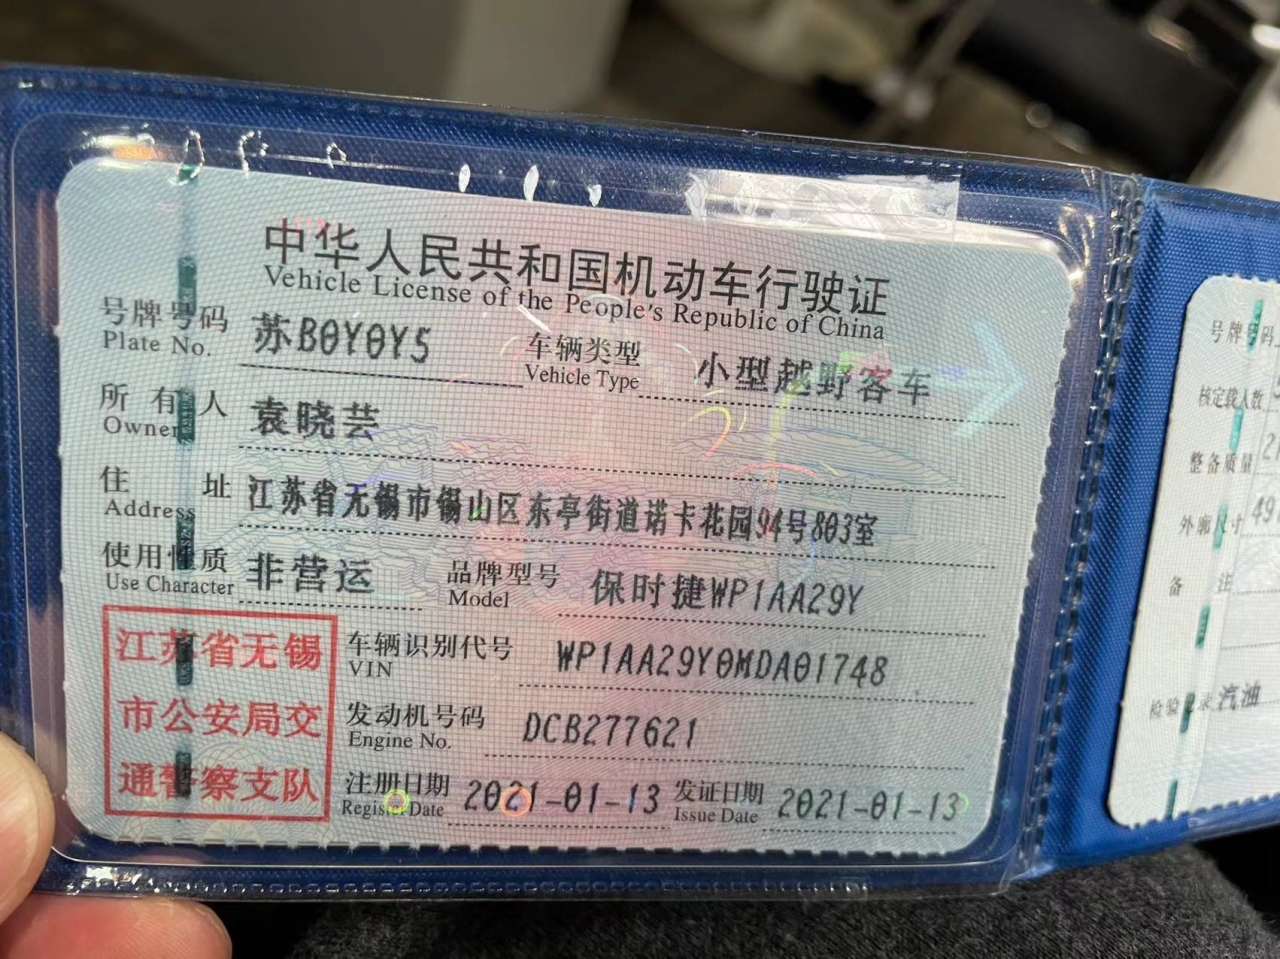 中华人民共和国机动车行驶证
Vehicle License of the People's Republic of China
号牌号码 苏B0Y0Y5 车辆类型 小型越野客车
Plate No. Vehicle Type
所有人 袁晓芸
Owner
住址 江苏省无锡市锡山区东亭街道诺卡花园94号803室
Address
使用性质 非营运 品牌型号 保时捷WP1AA29Y
Use Character Model
江苏省无锡
市公安局交
通警察支队
车辆识别代号 WP1AA29Y0MDA01748
VIN
发动机号码 DCB277621
Engine No.
注册日期 2021-01-13 发证日期 2021-01-13
Register Date Issue Date
号牌号码
核定载人数
整备质量
外廓尺寸 49
备注
检验记录 汽油